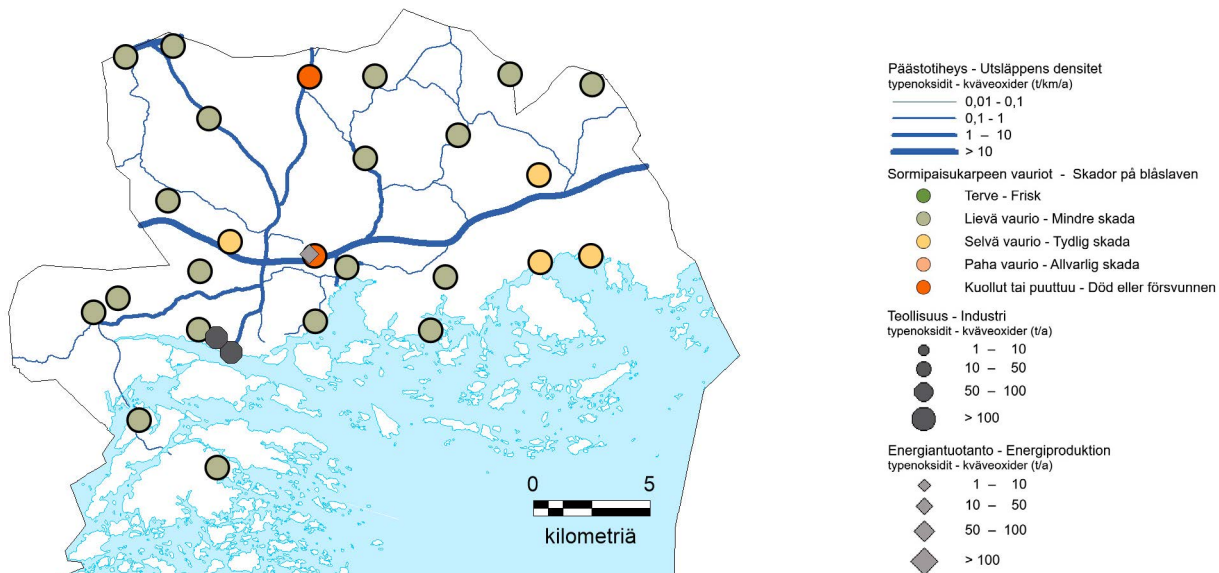 Päästötiheys - Utsläppens densitet
typenoksidit - kväveoxider (t/km/a)
0,01 - 0,1
0,1 - 1
1 – 10
> 10
Sormipaisukarpeen vauriot - Skador på blåslaven
Terve - Frisk
Lievä vaurio - Mindre skada
Selvä vaurio - Tydlig skada
Paha vaurio - Allvarlig skada
Kuollut tai puuttuu - Död eller försvunnen
Teollisuus - Industri
typenoksidit - kväveoxider (t/a)
1 – 10
10 – 50
50 – 100
> 100
Energiantuotanto - Energiproduktion
typenoksidit - kväveoxider (t/a)
1 – 10
10 – 50
50 – 100
> 100
0 5
kilometriä